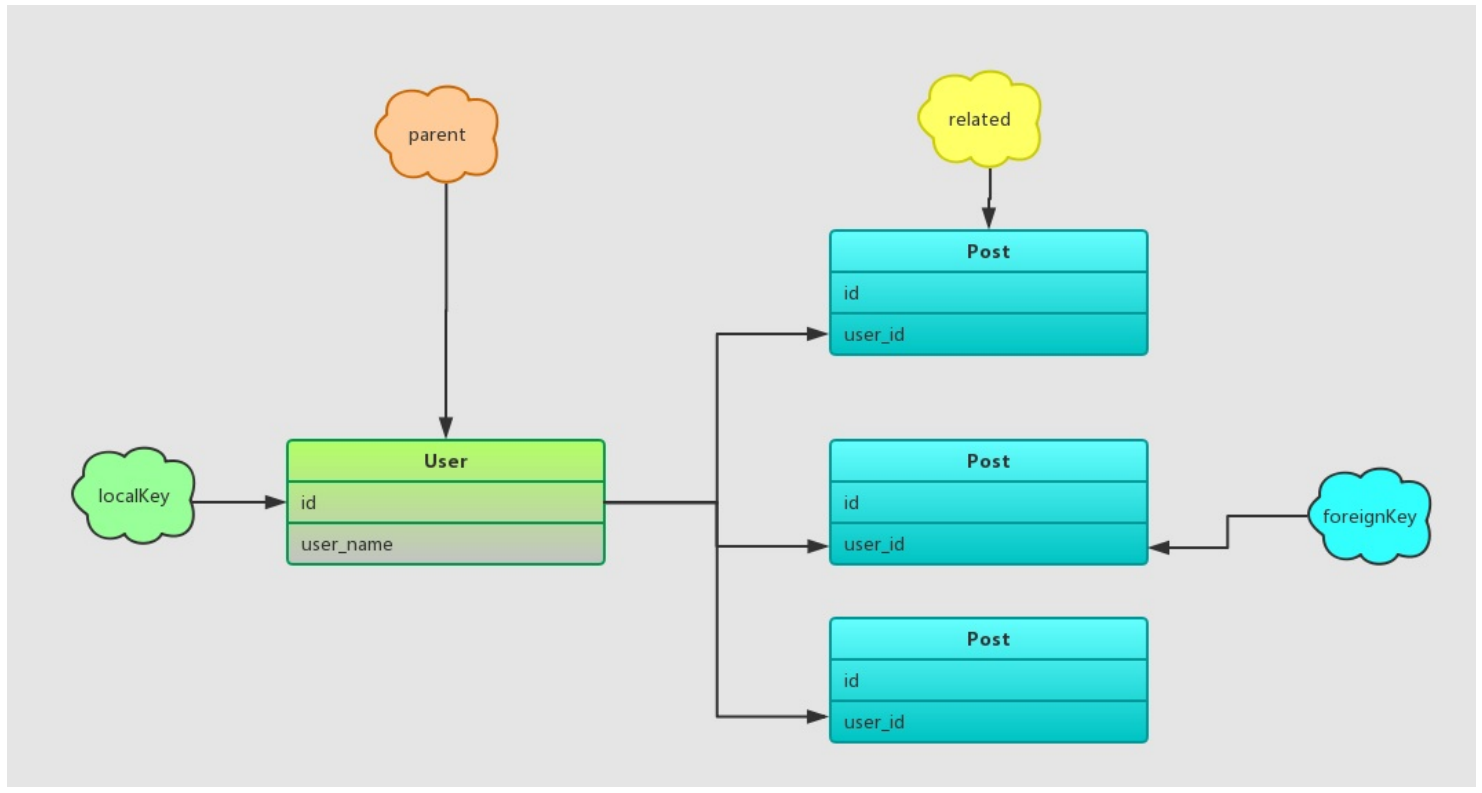 parent
related
Post
id
user_id
localKey
User
id
user_name
Post
id
user_id
foreignKey
Post
id
user_id